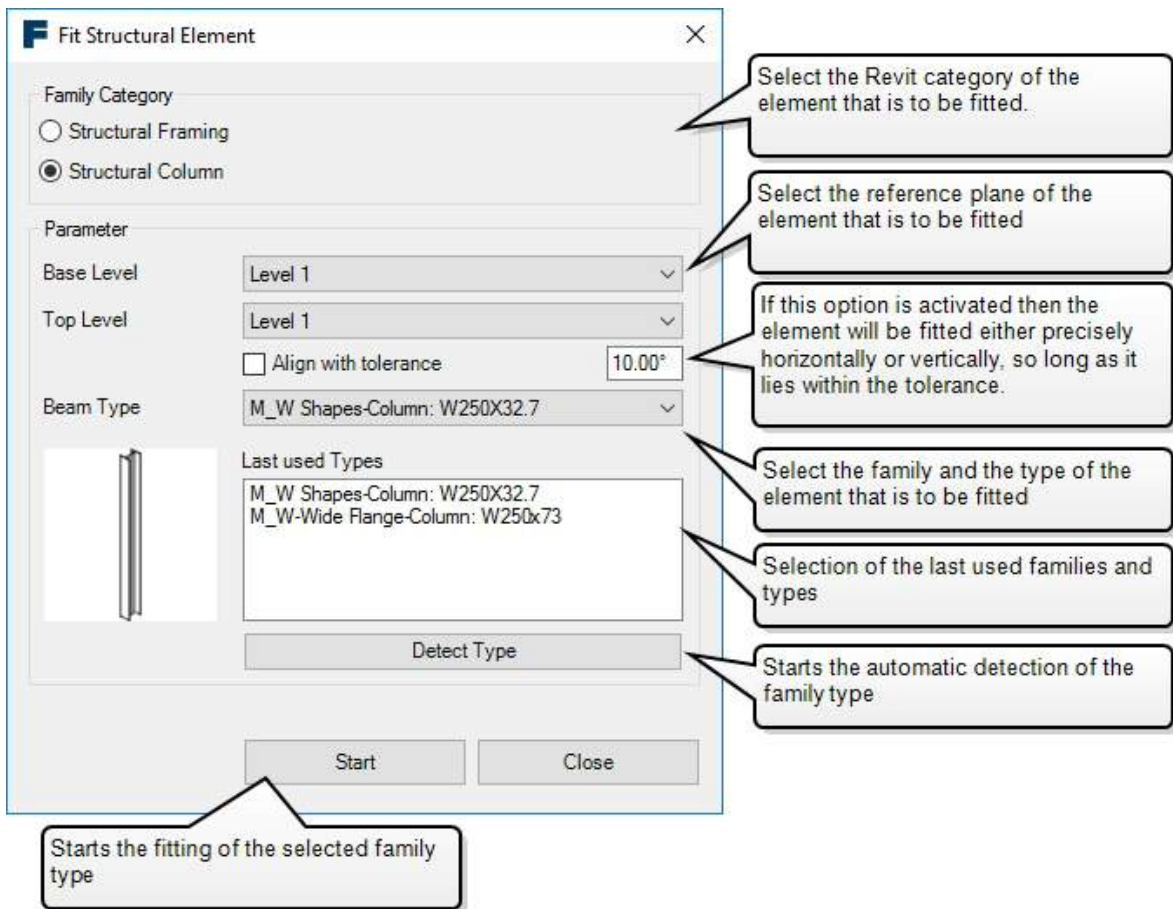 Fit Structural Element
Family Category
Structural Framing
Structural Column
Parameter
Base Level
Level 1
Top Level
Level 1
Align with tolerance
10.00°
Beam Type
M_W Shapes-Column: W250X32.7
Last used Types
M_W Shapes-Column: W250X32.7
M_W-Wide Flange-Column: W250x73
Detect Type
Start
Close
Select the Revit category of the
element that is to be fitted.
Select the reference plane of the
element that is to be fitted
If this option is activated then the
element will be fitted either precisely
horizontally or vertically, so long as it
lies within the tolerance.
Select the family and the type of the
element that is to be fitted
Selection of the last used families and
types
Starts the automatic detection of the
family type
Starts the fitting of the selected family
type